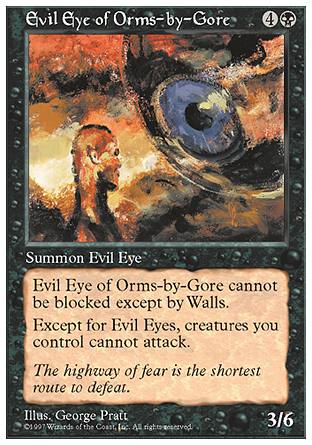 Evil Eye of Orms-by-Gore 4
Summon Evil Eye
Evil Eye of Orms-by-Gore cannot
be blocked except by Walls.
Except for Evil Eyes, creatures you
control cannot attack.
The highway of fear is the shortest
route to defeat.
Illus. George Pratt
©1997 Wizards of the Coast, Inc. All rights reserved.
3/6